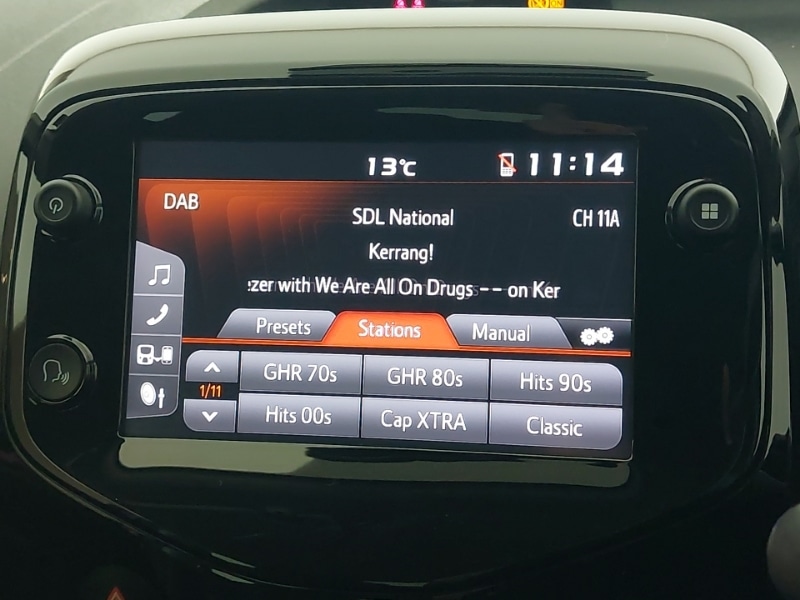 13°C
11:14
DAB
SDL National
CH 11A
Kerrang!
zer with We Are All On Drugs -- on Ker
Presets
Stations
Manual
1/11
GHR 70s
GHR 80s
Hits 90s
Hits 00s
Cap XTRA
Classic